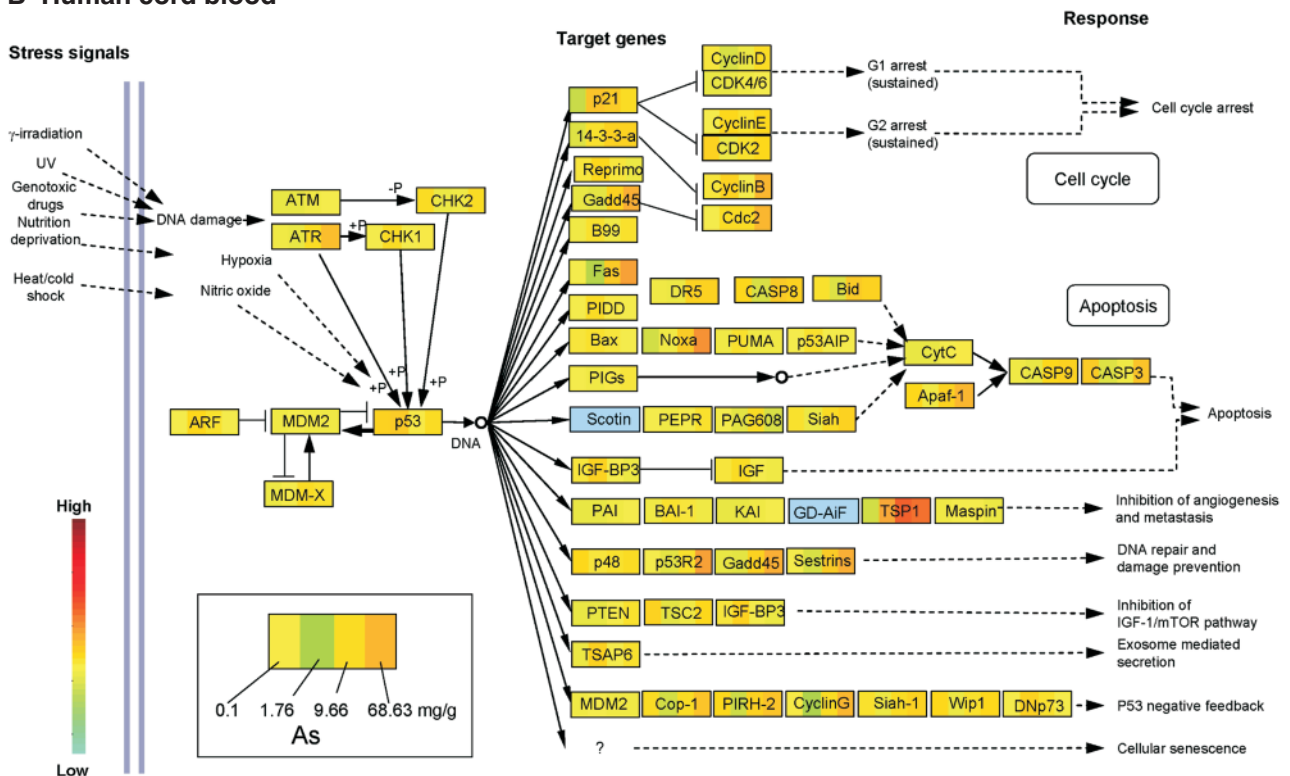 B Human cord blood
Stress signals
Target genes
Response
γ-irradiation
UV
Genotoxic
drugs
Nutrition
deprivation
Heat/cold
shock
DNA damage
Hypoxia
Nitric oxide
ATM
-P
CHK2
ATR
+P
CHK1
+P
+P
+P
ARF
MDM2
p53
DNA
MDM-X
p21
14-3-3-a
Reprimo
Gadd45
B99
CyclinD
CDK4/6
CyclinE
CDK2
CyclinB
Cdc2
G1 arrest
(sustained)
G2 arrest
(sustained)
Cell cycle arrest
Cell cycle
Fas
PIDD
DR5
CASP8
Bid
Apoptosis
Bax
Noxa
PUMA
p53AIP
CytC
PIGs
Apaf-1
CASP9
CASP3
Scotin
PEPR
PAG608
Siah
Apoptosis
IGF-BP3
IGF
PAI
BAI-1
KAI
GD-AiF
TSP1
Maspin
Inhibition of angiogenesis
and metastasis
p48
p53R2
Gadd45
Sestrins
DNA repair and
damage prevention
PTEN
TSC2
IGF-BP3
Inhibition of
IGF-1/mTOR pathway
TSAP6
Exosome mediated
secretion
MDM2
Cop-1
PIRH-2
CyclinG
Siah-1
Wip1
DNp73
P53 negative feedback
?
Cellular senescence
High
Low
0.1 1.76 9.66 68.63 mg/g
As